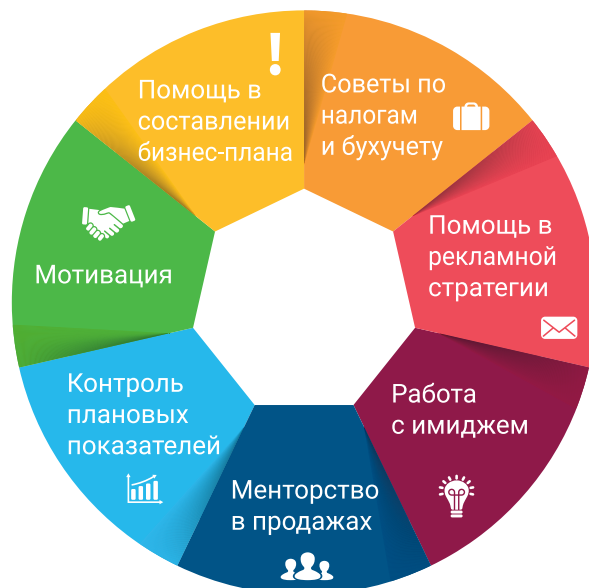 Помощь в
составлении
бизнес-плана
Советы по
налогам
и бухучету
Помощь в
рекламной
стратегии
Работа
с имиджем
Менторство
в продажах
Контроль
плановых
показателей
Мотивация